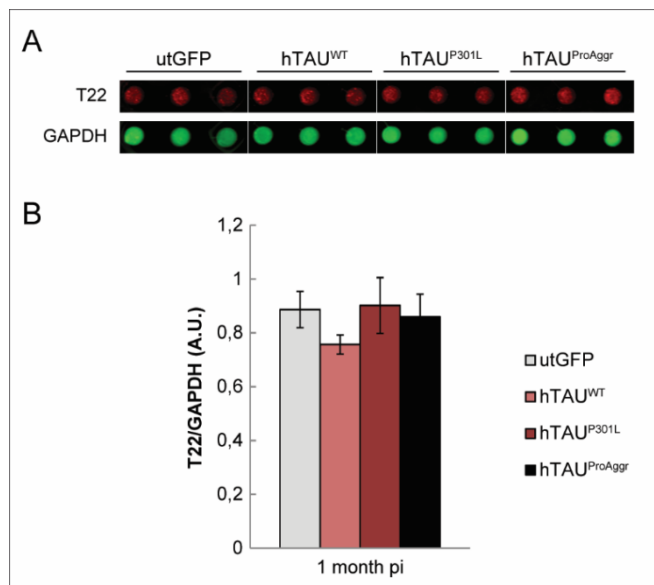 A
utGFP hTAUWT hTAUP301L hTAUProAggr
T22
GAPDH
B
1,2
1
0,8
0,6
0,4
0,2
0
T22/GAPDH (A.U.)
1 month pi
utGFP
hTAUWT
hTAUP301L
hTAUProAggr